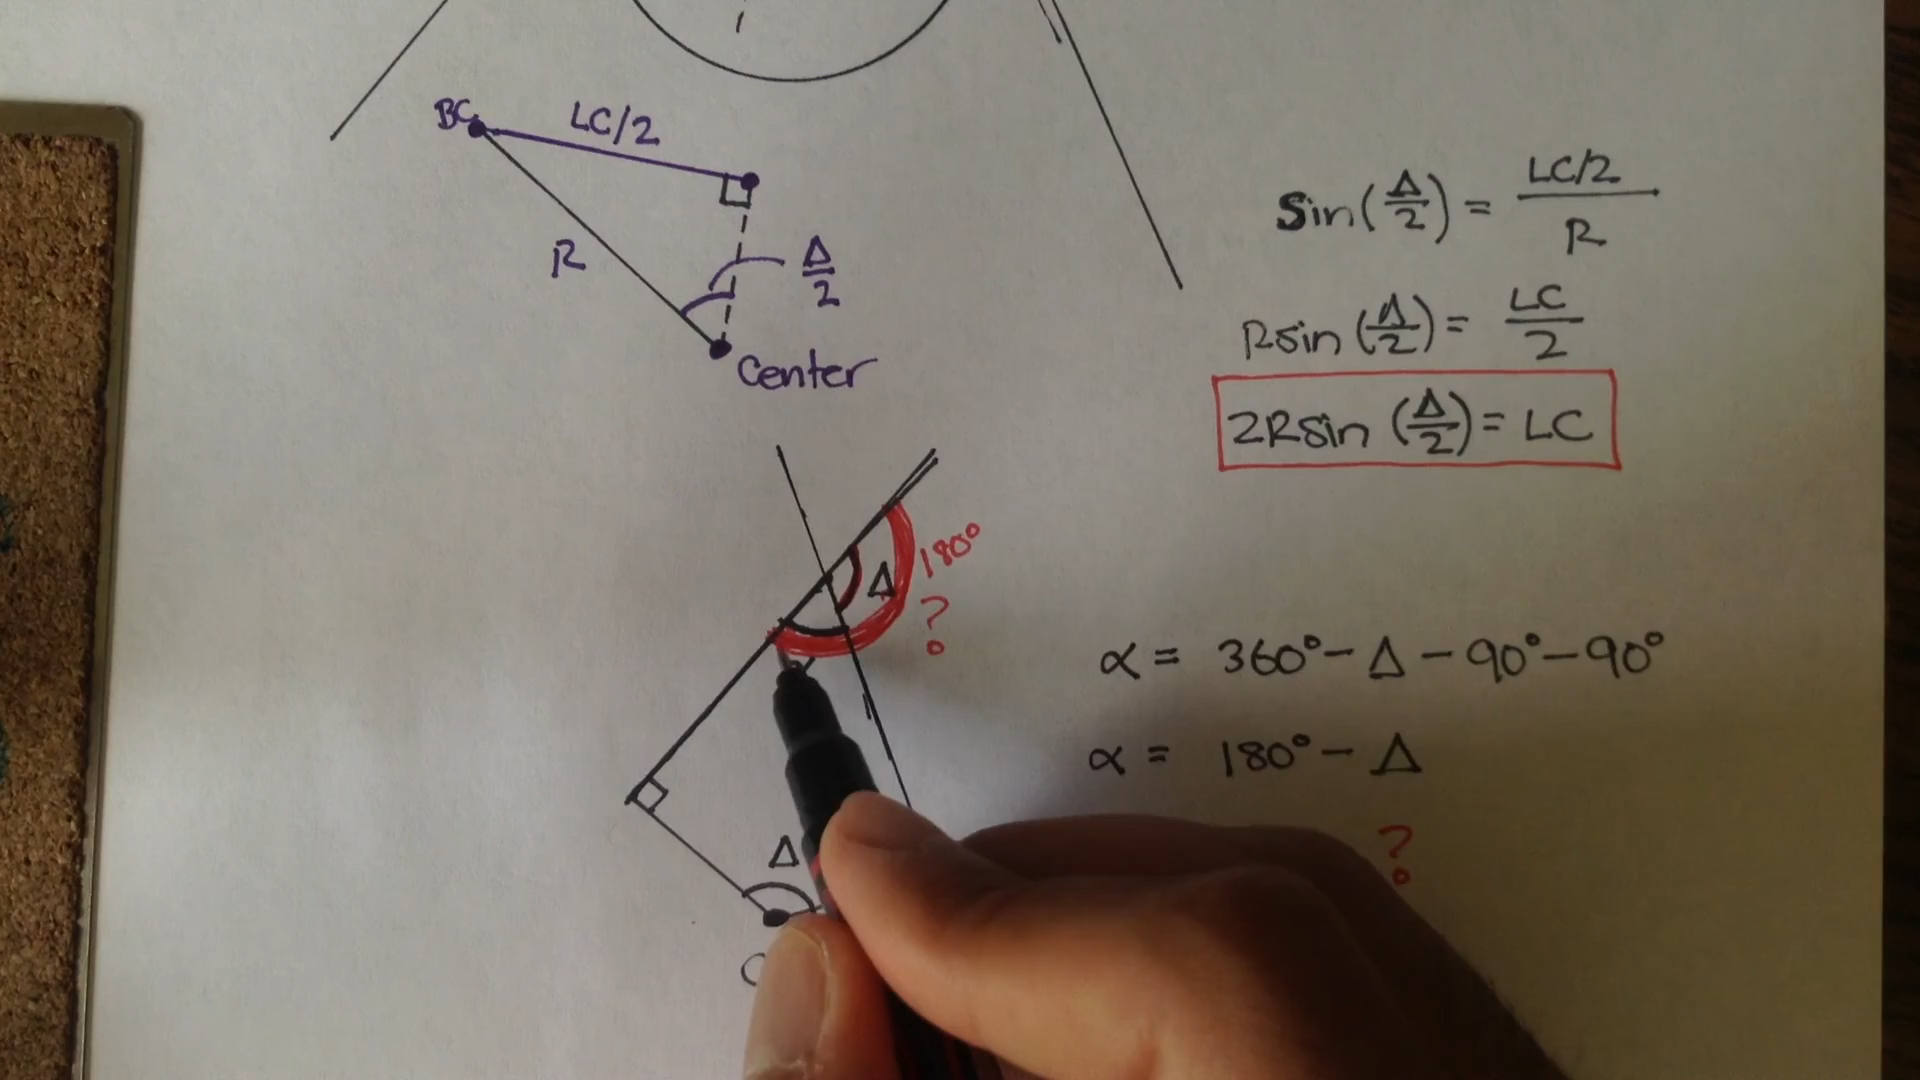 BC
LC/2
R
Δ/2
Center
sin(Δ/2) = LC/2 / R
Rsin(Δ/2) = LC/2
2Rsin(Δ/2) = LC
180°
Δ
?
Δ
α = 360° - Δ - 90° - 90°
α = 180° - Δ
?